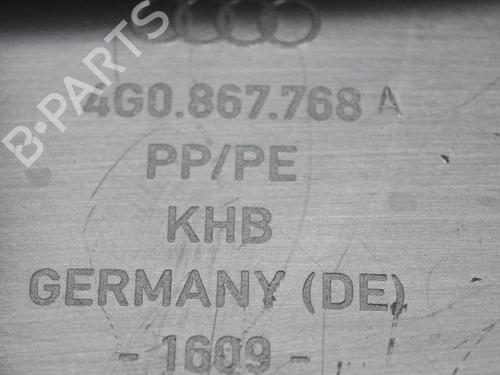 B-PARTS
4G0.867.768 A
PP/PE
KHB
GERMANY (DE)
- 1609 -